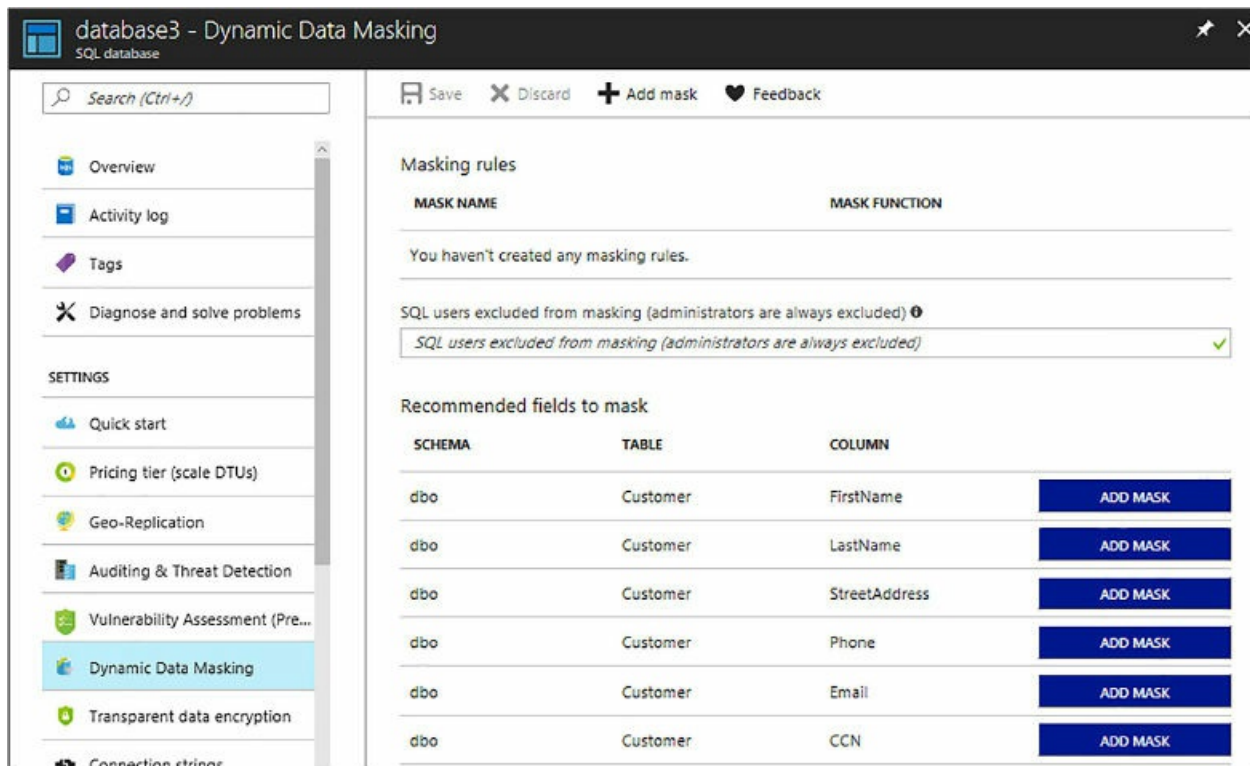 database3 - Dynamic Data Masking
SQL database
Search (Ctrl+/)
Overview
Activity log
Tags
Diagnose and solve problems
SETTINGS
Quick start
Pricing tier (scale DTUs)
Geo-Replication
Auditing & Threat Detection
Vulnerability Assessment (Pre...
Dynamic Data Masking
Transparent data encryption
Connection strings
Save Discard Add mask Feedback
Masking rules
MASK NAME MASK FUNCTION
You haven't created any masking rules.
SQL users excluded from masking (administrators are always excluded)
SQL users excluded from masking (administrators are always excluded)
Recommended fields to mask
SCHEMA TABLE COLUMN
dbo Customer FirstName ADD MASK
dbo Customer LastName ADD MASK
dbo Customer StreetAddress ADD MASK
dbo Customer Phone ADD MASK
dbo Customer Email ADD MASK
dbo Customer CCN ADD MASK